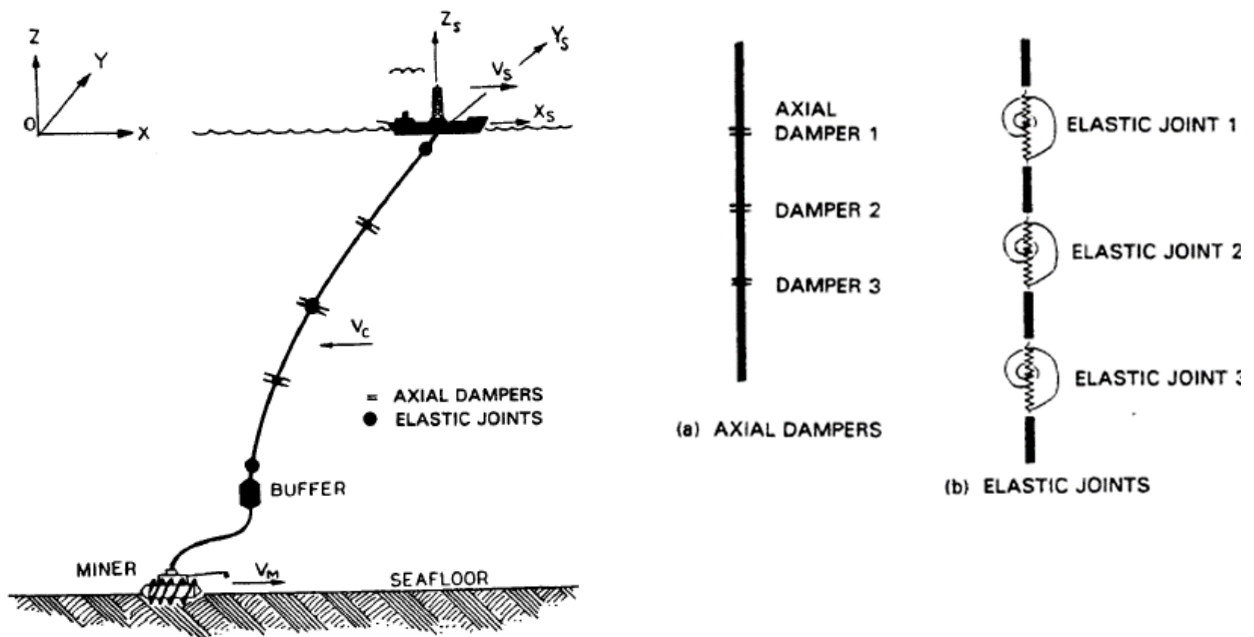 Z
Y
O
X
Z_S
Y_S
V_S
X_S
V_C
= AXIAL DAMPERS
● ELASTIC JOINTS
BUFFER
MINER
V_M
SEAFLOOR
AXIAL
DAMPER 1
DAMPER 2
DAMPER 3
(a) AXIAL DAMPERS
ELASTIC JOINT 1
ELASTIC JOINT 2
ELASTIC JOINT 3
(b) ELASTIC JOINTS